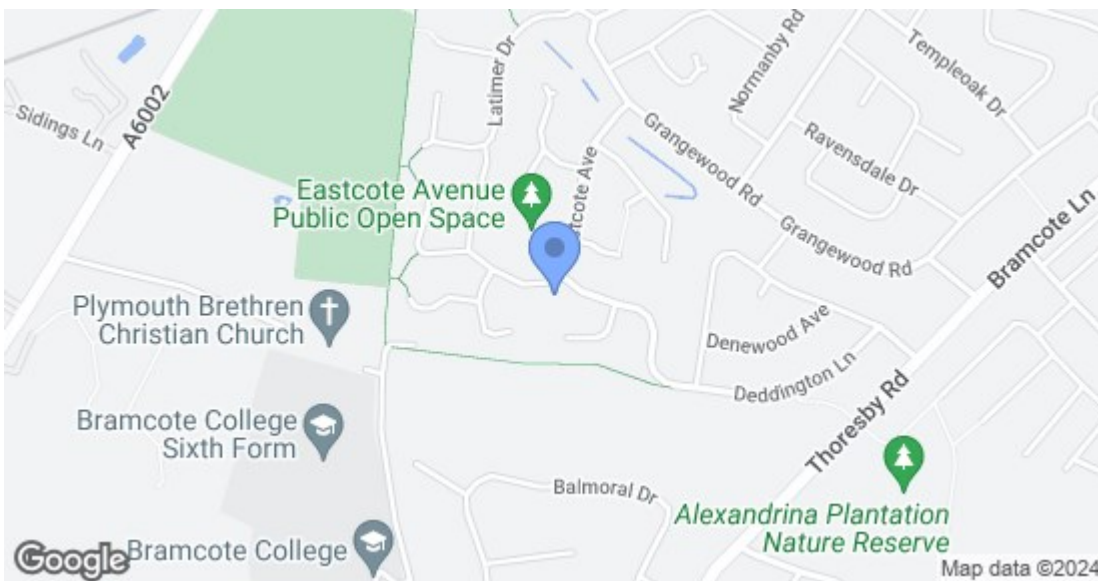 Sidings Ln
A6002
Latimer Dr
Normanby Rd
Templeoak Dr
Grangewood Rd
Ravensdale Dr
Eastcote Avenue
Public Open Space
stcote Ave
Grangewood Rd
Bramcote Ln
Plymouth Brethren
Christian Church
Denewood Ave
Deddington Ln
Thoresby Rd
Bramcote College
Sixth Form
Balmoral Dr
Alexandrina Plantation
Nature Reserve
Bramcote College
Google
Map data ©2024